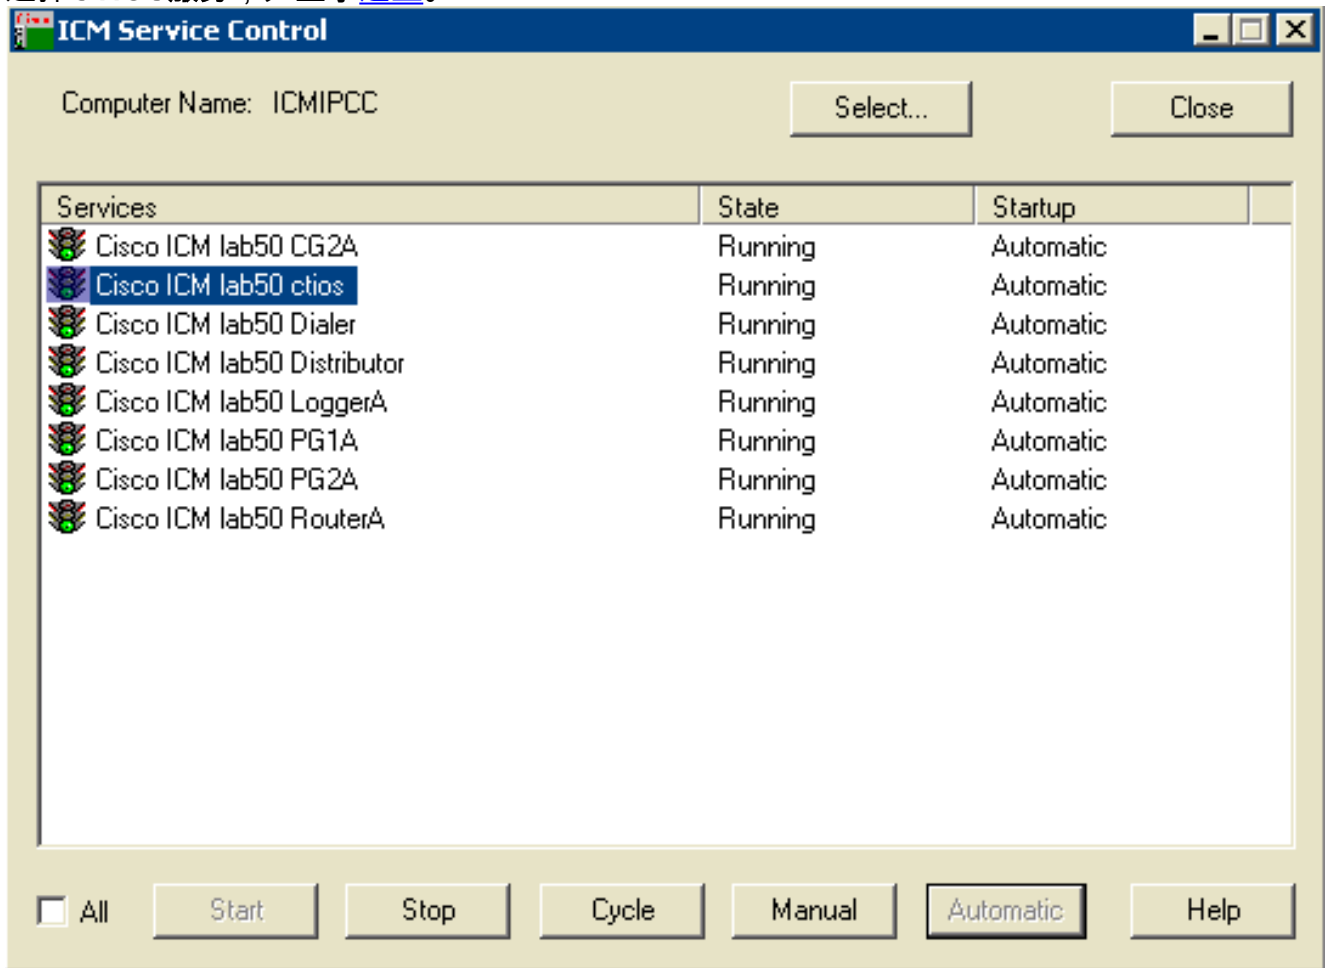 ICM Service Control
Computer Name: ICMIPCC
Select...
Close
Services State Startup
Cisco ICM lab50 CG2A Running Automatic
Cisco ICM lab50 ctios Running Automatic
Cisco ICM lab50 Dialer Running Automatic
Cisco ICM lab50 Distributor Running Automatic
Cisco ICM lab50 LoggerA Running Automatic
Cisco ICM lab50 PG1A Running Automatic
Cisco ICM lab50 PG2A Running Automatic
Cisco ICM lab50 RouterA Running Automatic
All Start Stop Cycle Manual Automatic Help